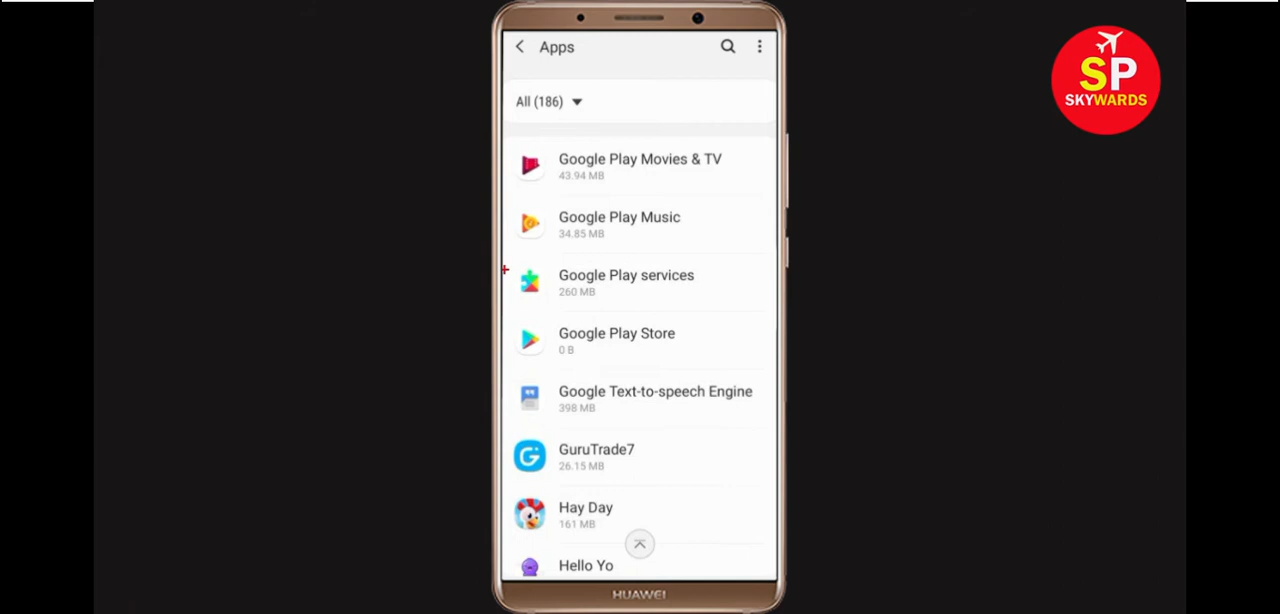 Apps
All (186)
Google Play Movies & TV
43.94 MB
Google Play Music
34.85 MB
Google Play services
260 MB
Google Play Store
0 B
Google Text-to-speech Engine
398 MB
GuruTrade7
26.15 MB
Hay Day
161 MB
Hello Yo
HUAWEI
SP
SKYWARDS